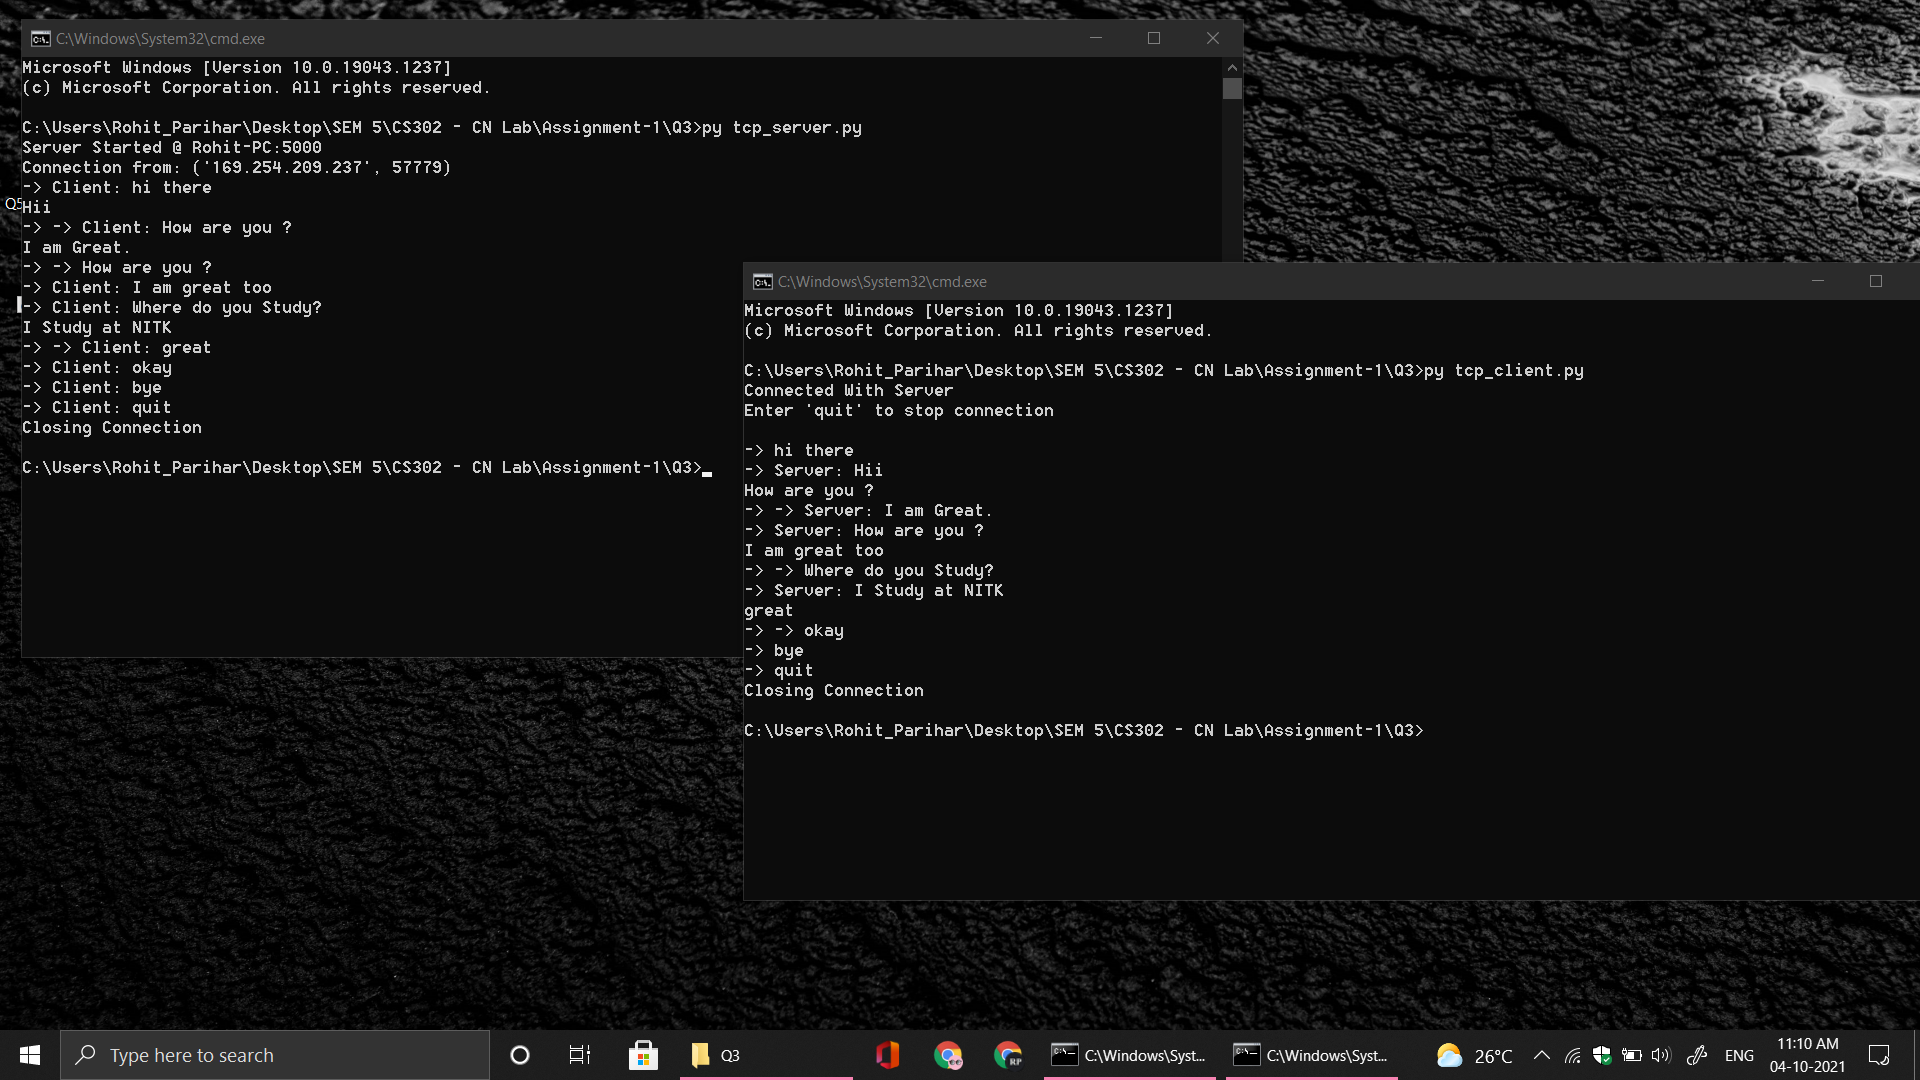 C:\Windows\System32\cmd.exe
Microsoft Windows [Version 10.0.19043.1237]
(c) Microsoft Corporation. All rights reserved.
C:\Users\Rohit_Parihar\Desktop\SEM 5\CS302 - CN Lab\Assignment-1\Q3>py tcp_server.py
Server Started @ Rohit-PC:5000
Connection from: ('169.254.209.237', 57779)
-> Client: hi there
Q5
Hii
-> -> Client: How are you ?
I am Great.
-> -> How are you ?
-> Client: I am great too
-> Client: Where do you Study?
I Study at NITK
-> -> Client: great
-> Client: okay
-> Client: bye
-> Client: quit
Closing Connection
C:\Users\Rohit_Parihar\Desktop\SEM 5\CS302 - CN Lab\Assignment-1\Q3>
C:\Windows\System32\cmd.exe
Microsoft Windows [Version 10.0.19043.1237]
(c) Microsoft Corporation. All rights reserved.
C:\Users\Rohit_Parihar\Desktop\SEM 5\CS302 - CN Lab\Assignment-1\Q3>py tcp_client.py
Connected With Server
Enter 'quit' to stop connection
-> hi there
-> Server: Hii
How are you ?
-> -> Server: I am Great.
-> Server: How are you ?
I am great too
-> -> Where do you Study?
-> Server: I Study at NITK
great
-> -> okay
-> bye
-> quit
Closing Connection
C:\Users\Rohit_Parihar\Desktop\SEM 5\CS302 - CN Lab\Assignment-1\Q3>
Type here to search
Q3
RP
C:\Windows\Syst...
C:\Windows\Syst...
26°C
ENG
11:10 AM
04-10-2021